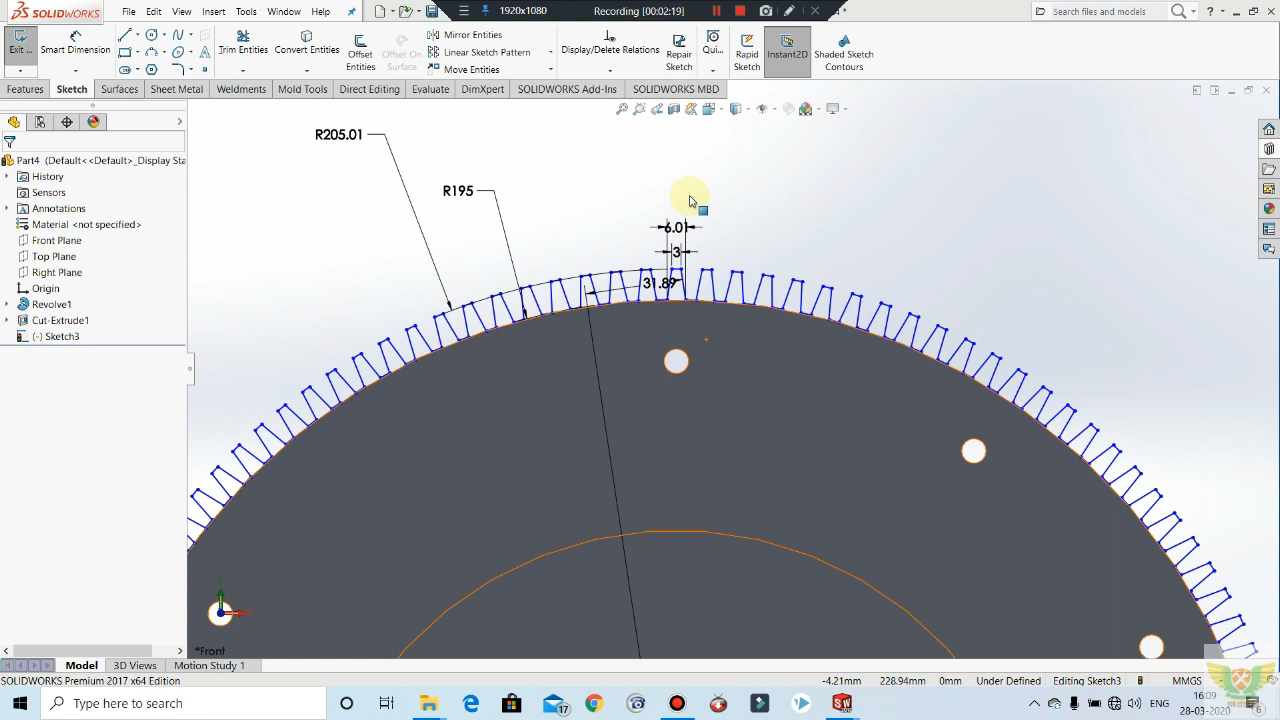 SOLIDWORKS
File
Edit
View
Insert
Tools
Window
Help
1920x1080
Recording [00:02:19]
Search files and models
Exit ...
Smart Dimension
Trim Entities
Convert Entities
Offset Entities
Offset On Surface
Mirror Entities
Linear Sketch Pattern
Move Entities
Display/Delete Relations
Repair Sketch
Qui...
Rapid Sketch
Instant2D
Shaded Sketch Contours
Features
Sketch
Surfaces
Sheet Metal
Weldments
Mold Tools
Direct Editing
Evaluate
DimXpert
SOLIDWORKS Add-Ins
SOLIDWORKS MBD
Part4 (Default<<Default>_Display Sta
History
Sensors
Annotations
Material <not specified>
Front Plane
Top Plane
Right Plane
Origin
Revolve1
Cut-Extrude1
(-) Sketch3
R205.01
R195
6.01
3
31.89
*Front
Model
3D Views
Motion Study 1
SOLIDWORKS Premium 2017 x64 Edition
-4.21mm
228.94mm
0mm
Under Defined
Editing Sketch3
MMGS
Type here to search
17
16:09
28-03-2020
6